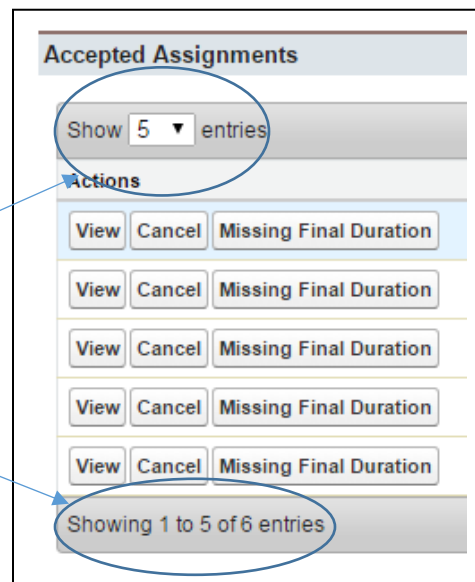 Accepted Assignments
Show 5 entries
Actions
View Cancel Missing Final Duration
View Cancel Missing Final Duration
View Cancel Missing Final Duration
View Cancel Missing Final Duration
View Cancel Missing Final Duration
Showing 1 to 5 of 6 entries